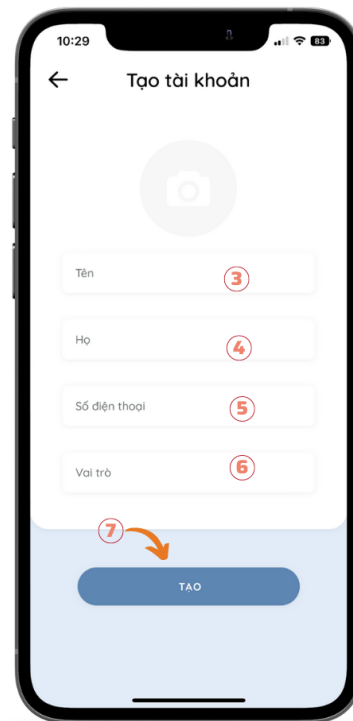 10:29
83
Tạo tài khoản
Tên
3
Họ
4
Số điện thoại
5
Vai trò
6
7
TẠO